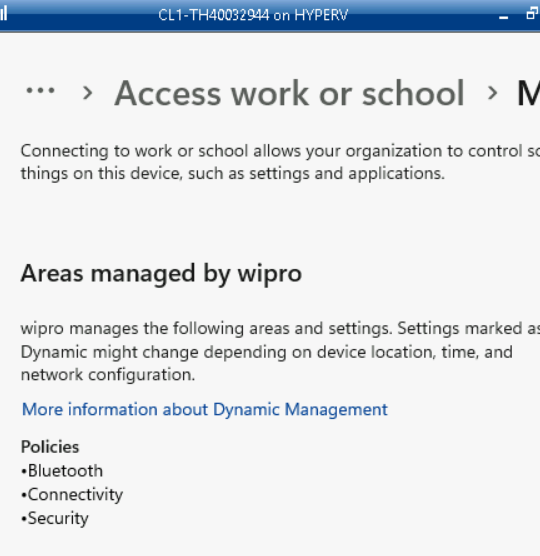 CL1-TH40032944 on HYPERV
... > Access work or school > M
Connecting to work or school allows your organization to control so
things on this device, such as settings and applications.
Areas managed by wipro
wipro manages the following areas and settings. Settings marked as
Dynamic might change depending on device location, time, and
network configuration.
More information about Dynamic Management
Policies
•Bluetooth
•Connectivity
•Security